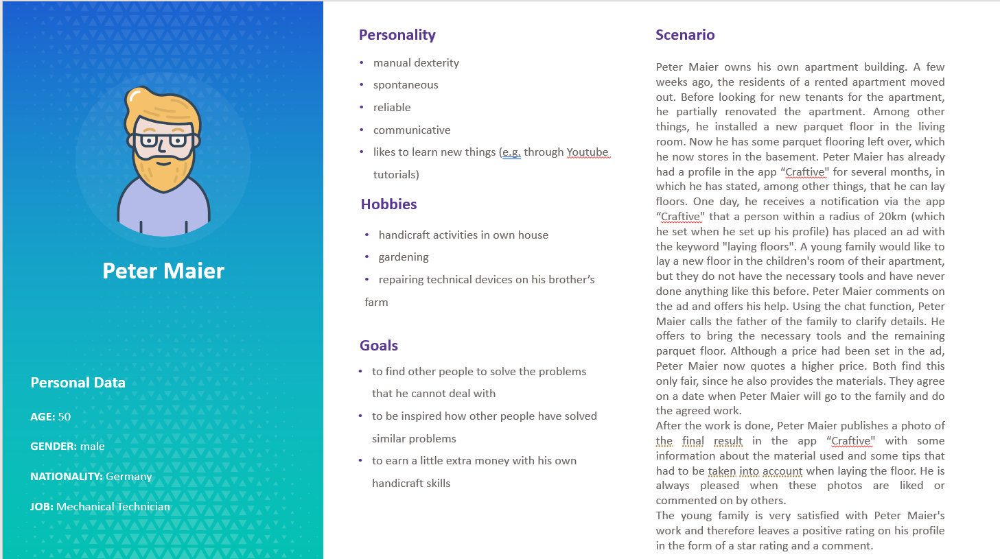 Peter Maier
Personal Data
AGE: 50
GENDER: male
NATIONALITY: Germany
JOB: Mechanical Technician
Personality
• manual dexterity
• spontaneous
• reliable
• communicative
• likes to learn new things (e.g. through Youtube
tutorials)
Hobbies
• handicraft activities in own house
• gardening
• repairing technical devices on his brother’s
farm
Goals
• to find other people to solve the problems
that he cannot deal with
• to be inspired how other people have solved
similar problems
• to earn a little extra money with his own
handicraft skills
Scenario
Peter Maier owns his own apartment building. A few
weeks ago, the residents of a rented apartment moved
out. Before looking for new tenants for the apartment,
he partially renovated the apartment. Among other
things, he installed a new parquet floor in the living
room. Now he has some parquet flooring left over, which
he now stores in the basement. Peter Maier has already
had a profile in the app “Craftive" for several months, in
which he has stated, among other things, that he can lay
floors. One day, he receives a notification via the app
“Craftive" that a person within a radius of 20km (which
he set when he set up his profile) has placed an ad with
the keyword "laying floors". A young family would like to
lay a new floor in the children's room of their apartment,
but they do not have the necessary tools and have never
done anything like this before. Peter Maier comments on
the ad and offers his help. Using the chat function, Peter
Maier calls the father of the family to clarify details. He
offers to bring the necessary tools and the remaining
parquet floor. Although a price had been set in the ad,
Peter Maier now quotes a higher price. Both find this
only fair, since he also provides the materials. They agree
on a date when Peter Maier will go to the family and do
the agreed work.
After the work is done, Peter Maier publishes a photo of
the final result in the app “Craftive" with some
information about the material used and some tips that
had to be taken into account when laying the floor. He is
always pleased when these photos are liked or
commented on by others.
The young family is very satisfied with Peter Maier's
work and therefore leaves a positive rating on his profile
in the form of a star rating and a comment.